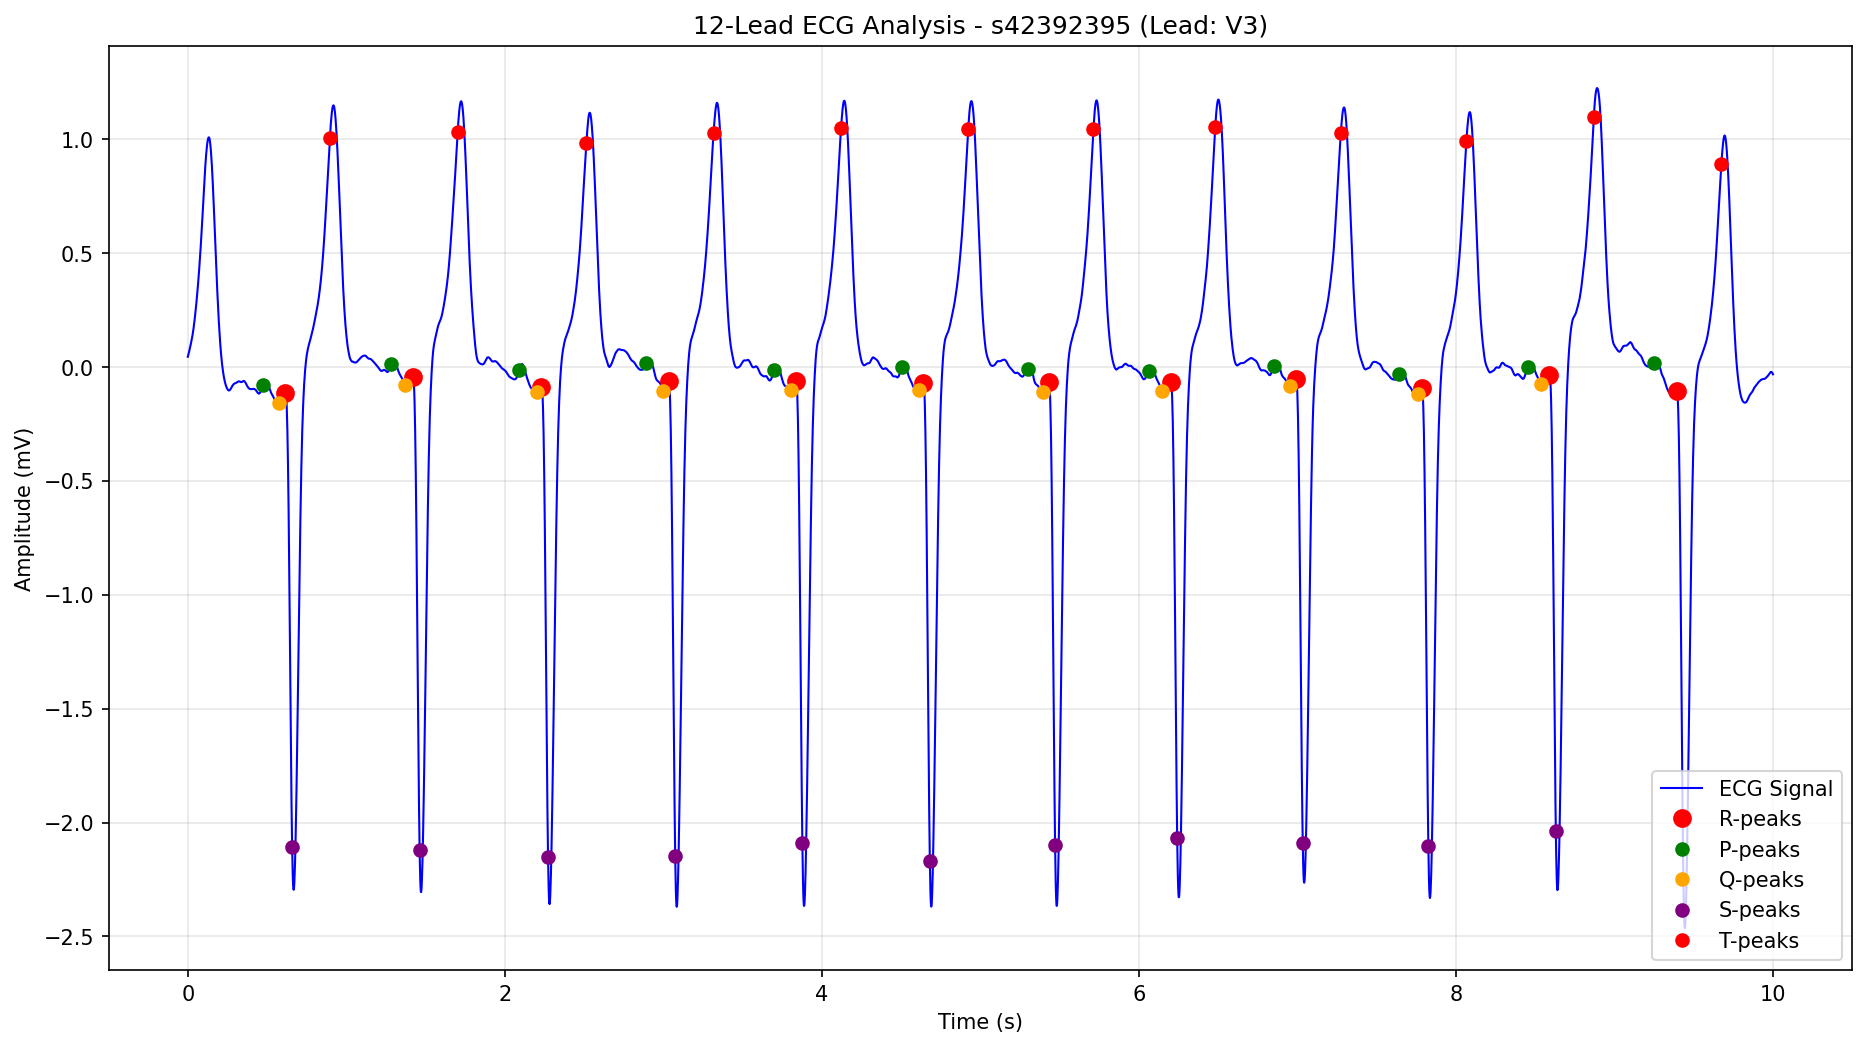 12-Lead ECG Analysis - s42392395 (Lead: V3)
Amplitude (mV)
1.0
0.5
0.0
−0.5
−1.0
−1.5
−2.0
−2.5
0 2 4 6 8 10
Time (s)
ECG Signal
R-peaks
P-peaks
Q-peaks
S-peaks
T-peaks